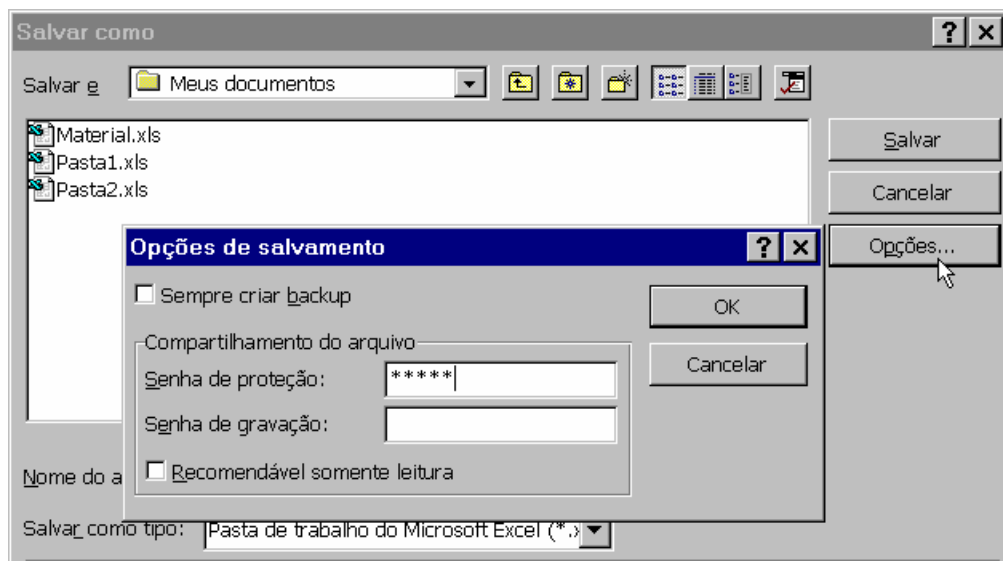 Salvar como
Salvar e
Meus documentos
Material.xls
Pasta1.xls
Pasta2.xls
Salvar
Cancelar
Opções...
Opções de salvamento
Sempre criar backup
OK
Cancelar
Compartilhamento do arquivo
Senha de proteção: *****
Senha de gravação:
Recomendável somente leitura
Nome do a
Salvar como tipo: Pasta de trabalho do Microsoft Excel (*.x